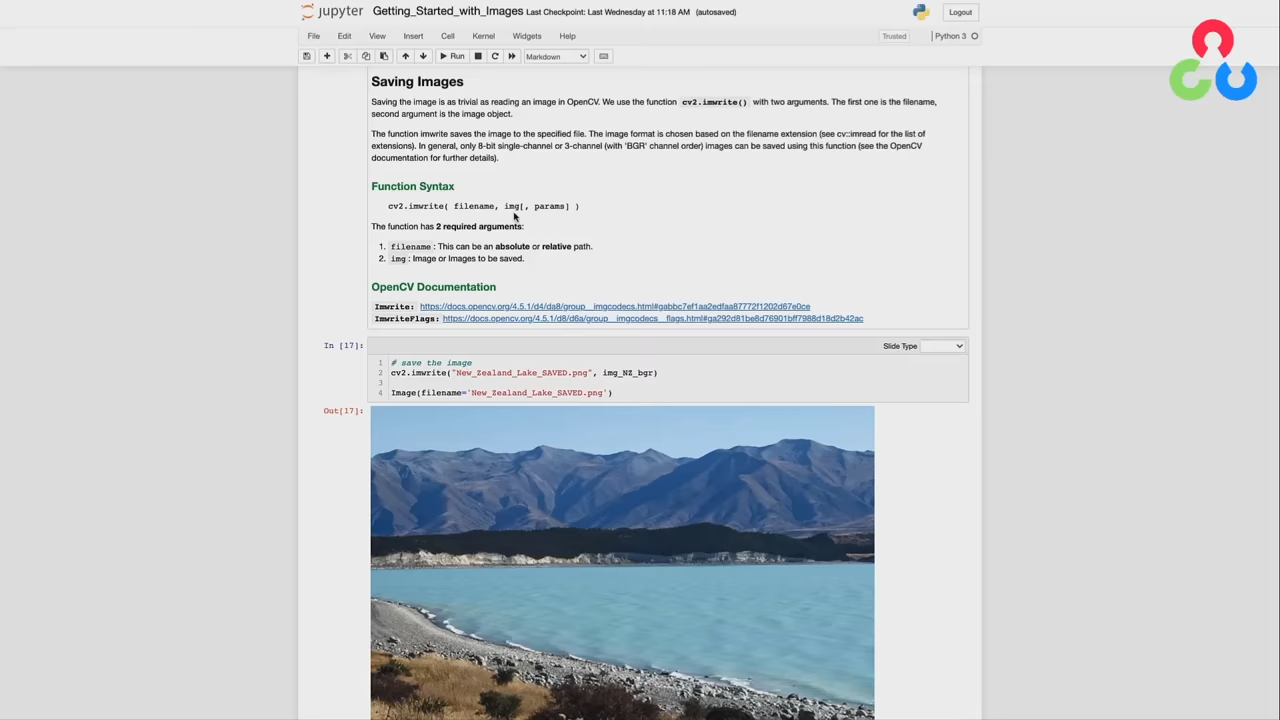 jupyter Getting_Started_with_Images Last Checkpoint: Last Wednesday at 11:18 AM (autosaved) Logout
File Edit View Insert Cell Kernel Widgets Help Trusted Python 3
Run Markdown
Saving Images
Saving the image is as trivial as reading an image in OpenCV. We use the function cv2.imwrite() with two arguments. The first one is the filename,
second argument is the image object.
The function imwrite saves the image to the specified file. The image format is chosen based on the filename extension (see cv::imread for the list of
extensions). In general, only 8-bit single-channel or 3-channel (with 'BGR' channel order) images can be saved using this function (see the OpenCV
documentation for further details).
Function Syntax
cv2.imwrite( filename, img[, params] )
The function has 2 required arguments:
1. filename : This can be an absolute or relative path.
2. img : Image or Images to be saved.
OpenCV Documentation
Imwrite: https://docs.opencv.org/4.5.1/d4/da8/group__imgcodecs.html#gabbc7ef1aa2edfaa87772f1202d67e0ce
ImwriteFlags: https://docs.opencv.org/4.5.1/d8/d6a/group__imgcodecs__flags.html#ga292d81be8d76901bff7988d18d2b42ac
In [17]: Slide Type
1 # save the image
2 cv2.imwrite("New_Zealand_Lake_SAVED.png", img_NZ_bgr)
3
4 Image(filename='New_Zealand_Lake_SAVED.png')
Out[17]: